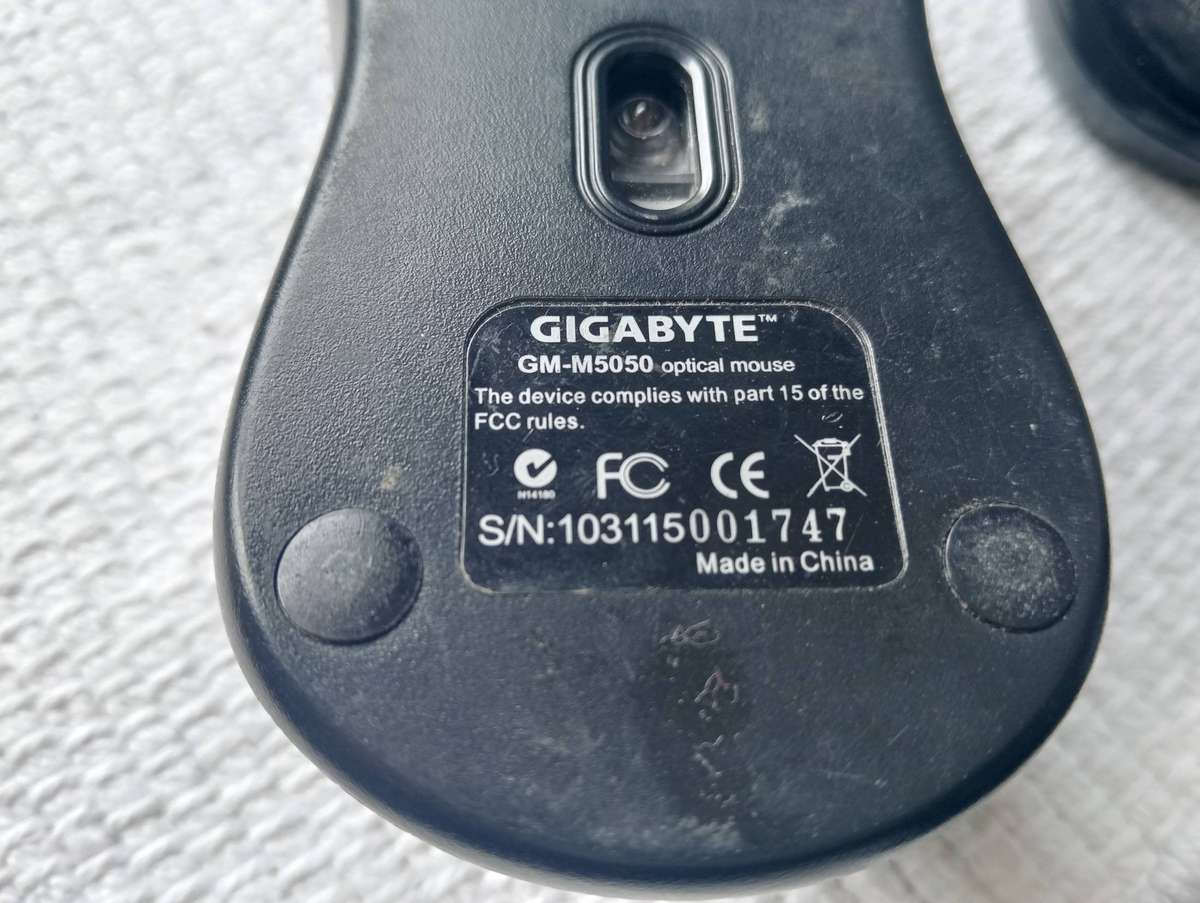 GIGABYTE™
GM-M5050 optical mouse
The device complies with part 15 of the
FCC rules.
N14180
FC CE
S/N:103115001747
Made in China